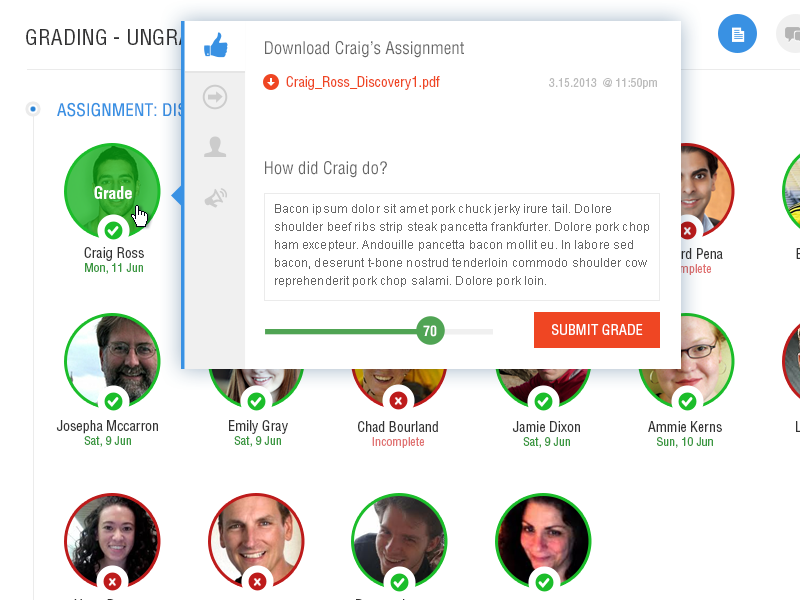 GRADING - UNGRA
ASSIGNMENT: DIS
Download Craig's Assignment
Craig_Ross_Discovery1.pdf
3.15.2013 @ 11:50pm
How did Craig do?
Bacon ipsum dolor sit amet pork chuck jerky irure tail. Dolore
shoulder beef ribs strip steak pancetta frankfurter. Dolore pork chop
ham excepteur. Andouille pancetta bacon mollit eu. In labore sed
bacon, deserunt t-bone nostrud tenderloin commodo shoulder cow
reprehenderit pork chop salami. Dolore pork loin.
70
SUBMIT GRADE
Grade
Craig Ross
Mon, 11 Jun
rd Pena
mplete
Josepha Mccarron
Sat, 9 Jun
Emily Gray
Sat, 9 Jun
Chad Bourland
Incomplete
Jamie Dixon
Sat, 9 Jun
Ammie Kerns
Sun, 10 Jun